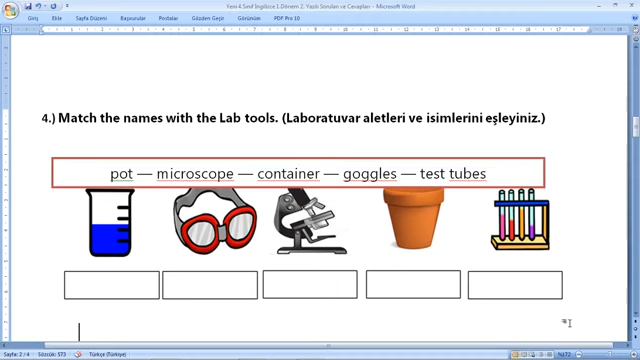 Yeni 4.Sınıf İngilizce 1.Dönem 2. Yazılı Soruları ve Cevapları - Microsoft Word
Giriş Ekle Sayfa Düzeni Başvurular Postalar Gözden Geçir Görünüm PDF Pro 10
4.) Match the names with the Lab tools. (Laboratuvar aletleri ve isimlerini eşleyiniz.)
pot — microscope — container — goggles — test tubes
Sayfa: 2 / 4 Sözcük: 573 Türkçe (Türkiye) %172